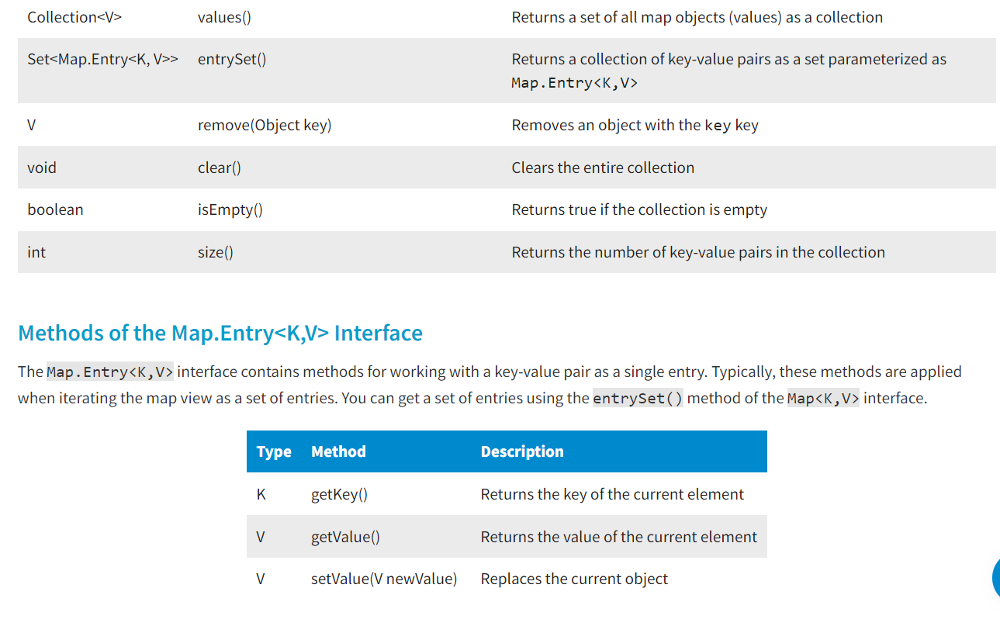 Collection<V> values() Returns a set of all map objects (values) as a collection
Set<Map.Entry<K, V>> entrySet() Returns a collection of key-value pairs as a set parameterized as
Map.Entry<K,V>
V remove(Object key) Removes an object with the key key
void clear() Clears the entire collection
boolean isEmpty() Returns true if the collection is empty
int size() Returns the number of key-value pairs in the collection
Methods of the Map.Entry<K,V> Interface
The Map.Entry<K,V> interface contains methods for working with a key-value pair as a single entry. Typically, these methods are applied
when iterating the map view as a set of entries. You can get a set of entries using the entrySet() method of the Map<K,V> interface.
Type Method Description
K getKey() Returns the key of the current element
V getValue() Returns the value of the current element
V setValue(V newValue) Replaces the current object